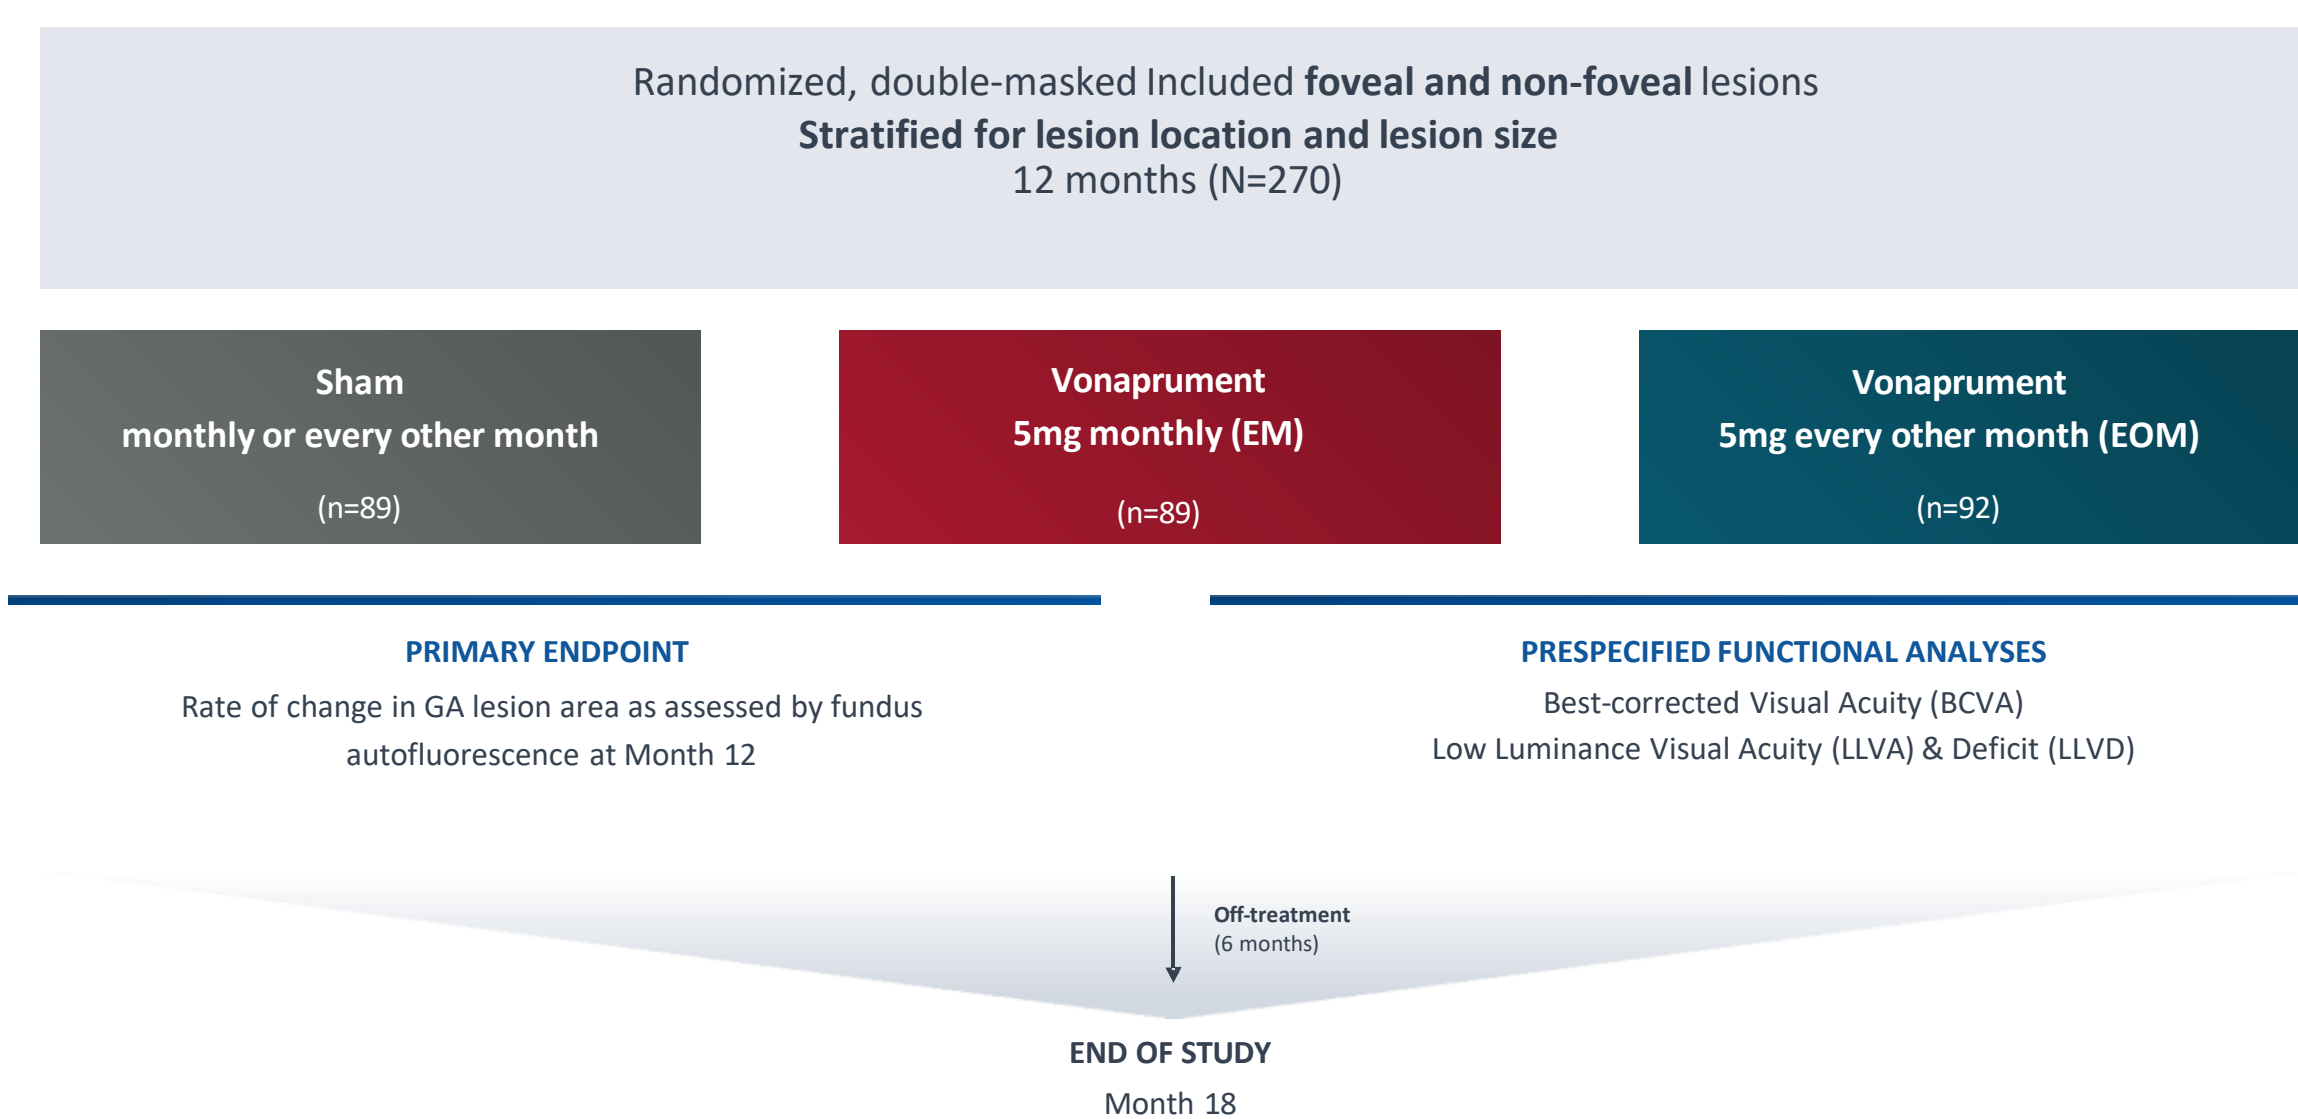 Randomized, double-masked Included foveal and non-foveal lesions
Stratified for lesion location and lesion size
12 months (N=270)
Sham
monthly or every other month
(n=89)
Vonaprument
5mg monthly (EM)
(n=89)
Vonaprument
5mg every other month (EOM)
(n=92)
PRIMARY ENDPOINT
Rate of change in GA lesion area as assessed by fundus
autofluorescence at Month 12
PRESPECIFIED FUNCTIONAL ANALYSES
Best-corrected Visual Acuity (BCVA)
Low Luminance Visual Acuity (LLVA) & Deficit (LLVD)
Off-treatment
(6 months)
END OF STUDY
Month 18